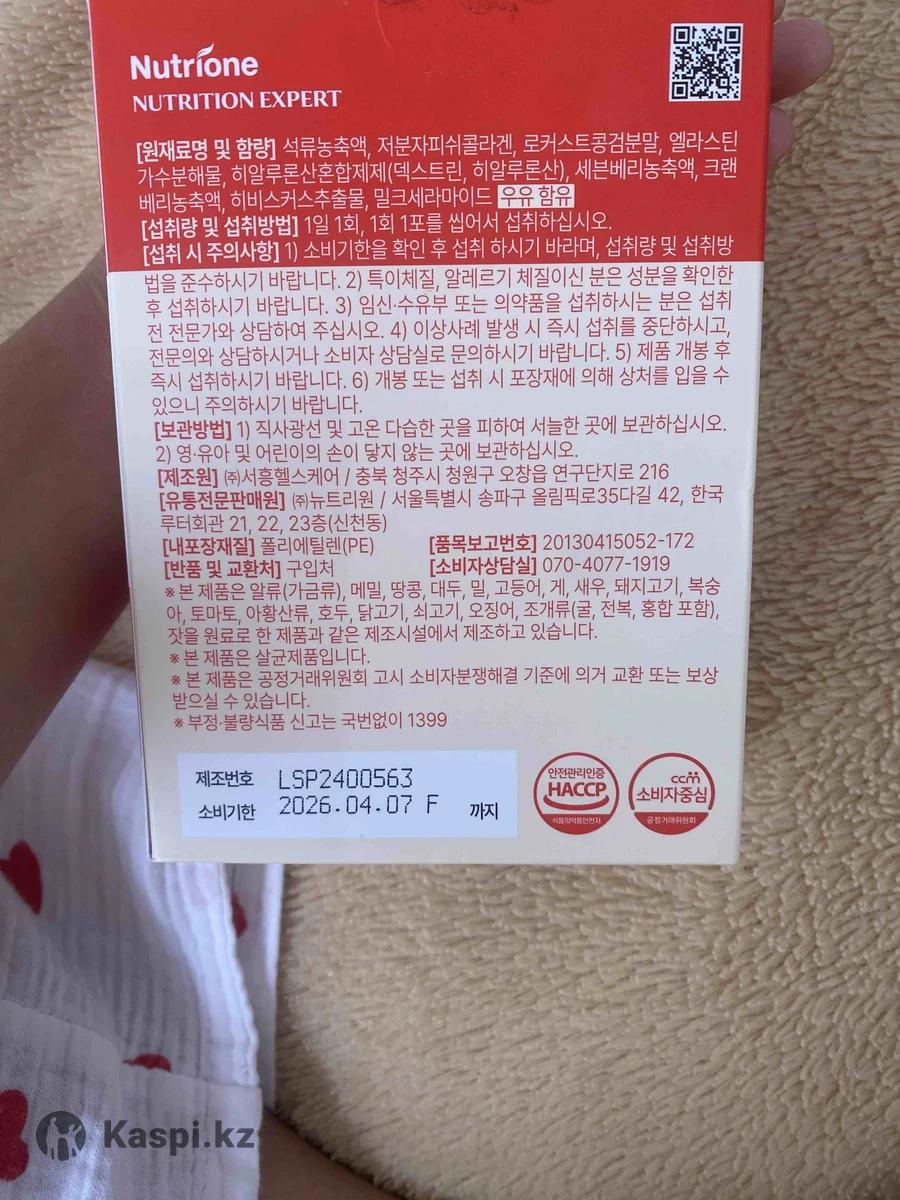 Nutrione
NUTRITION EXPERT
[원재료명 및 함량] 석류농축액, 저분자피쉬콜라겐, 로커스트콩검분말, 엘라스틴
가수분해물, 히알루론산혼합제제(덱스트린, 히알루론산), 세븐베리농축액, 크랜
베리농축액, 히비스커스추출물, 밀크세라마이드 우유 함유
[섭취량 및 섭취방법] 1일 1회, 1회 1포를 씹어서 섭취하십시오.
[섭취 시 주의사항] 1) 소비기한을 확인 후 섭취 하시기 바라며, 섭취량 및 섭취방
법을 준수하시기 바랍니다. 2) 특이체질, 알레르기 체질이신 분은 성분을 확인한
후 섭취하시기 바랍니다. 3) 임신·수유부 또는 의약품을 섭취하시는 분은 섭취
전 전문가와 상담하여 주십시오. 4) 이상사례 발생 시 즉시 섭취를 중단하시고,
전문의와 상담하시거나 소비자 상담실로 문의하시기 바랍니다. 5) 제품 개봉 후
즉시 섭취하시기 바랍니다. 6) 개봉 또는 섭취 시 포장재에 의해 상처를 입을 수
있으니 주의하시기 바랍니다.
[보관방법] 1) 직사광선 및 고온 다습한 곳을 피하여 서늘한 곳에 보관하십시오.
2) 영·유아 및 어린이의 손이 닿지 않는 곳에 보관하십시오.
[제조원] ㈜서흥헬스케어 / 충북 청주시 청원구 오창읍 연구단지로 216
[유통전문판매원] ㈜뉴트리원 / 서울특별시 송파구 올림픽로35다길 42, 한국
루터회관 21, 22, 23층(신천동)
[내포장재질] 폴리에틸렌(PE) [품목보고번호] 20130415052-172
[반품 및 교환처] 구입처 [소비자상담실] 070-4077-1919
※ 본 제품은 알류(가금류), 메밀, 땅콩, 대두, 밀, 고등어, 게, 새우, 돼지고기, 복숭
아, 토마토, 아황산류, 호두, 닭고기, 쇠고기, 오징어, 조개류(굴, 전복, 홍합 포함),
잣을 원료로 한 제품과 같은 제조시설에서 제조하고 있습니다.
※ 본 제품은 살균제품입니다.
※ 본 제품은 공정거래위원회 고시 소비자분쟁해결 기준에 의거 교환 또는 보상
받으실 수 있습니다.
※ 부정·불량식품 신고는 국번없이 1399
제조번호 LSP2400563
소비기한 2026.04.07 F 까지
안전관리인증
HACCP
식품의약품안전처
ccm
소비자중심
공정거래위원회
Kaspi.kz